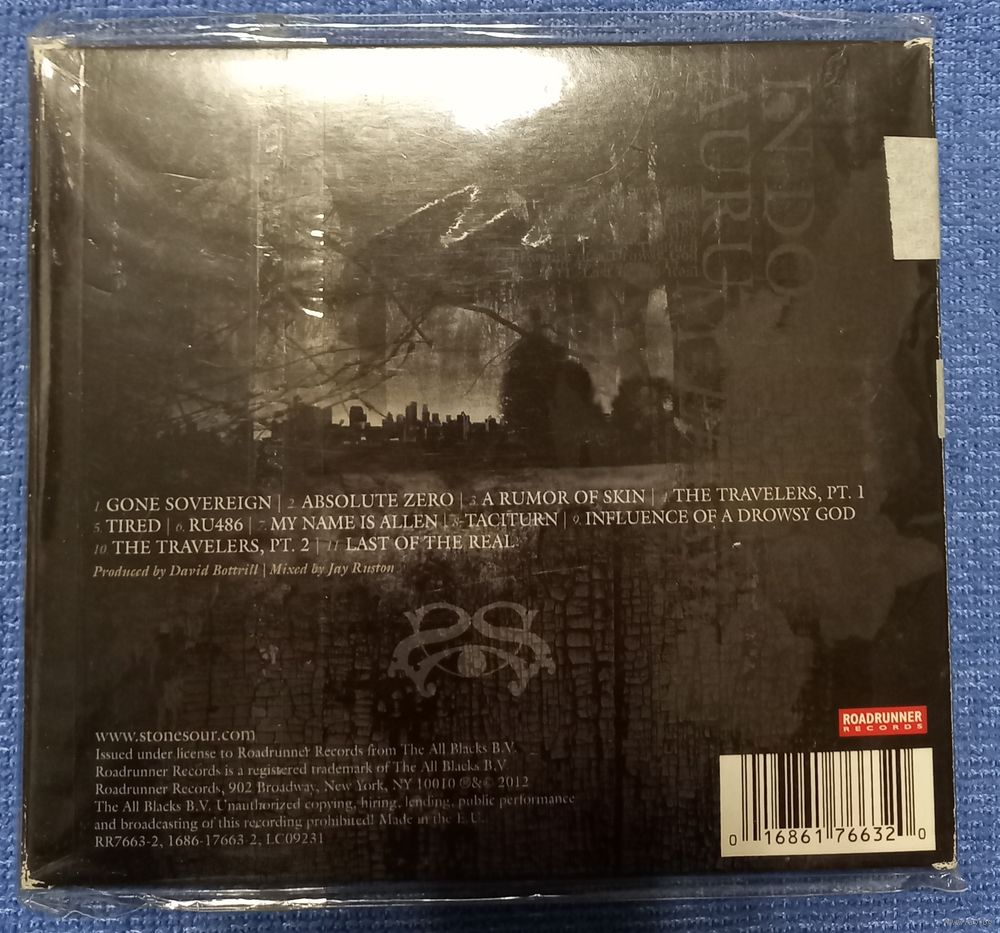 1. GONE SOVEREIGN | 2. ABSOLUTE ZERO | 3. A RUMOR OF SKIN | 4. THE TRAVELERS, PT. 1
5. TIRED | 6. RU486 | 7. MY NAME IS ALLEN | 8. TACITURN | 9. INFLUENCE OF A DROWSY GOD
10. THE TRAVELERS, PT. 2 | 11. LAST OF THE REAL
Produced by David Bottrill | Mixed by Jay Ruston
www.stonesour.com
Issued under license to Roadrunner Records from The All Blacks B.V.
Roadrunner Records is a registered trademark of The All Blacks B.V.
Roadrunner Records, 902 Broadway, New York, NY 10010 ℗&© 2012
The All Blacks B.V. Unauthorized copying, hiring, lending, public performance
and broadcasting of this recording prohibited! Made in the E.U.
RR7663-2, 1686-17663-2, LC09231
ROADRUNNER
RECORDS
0 16861 76632 0